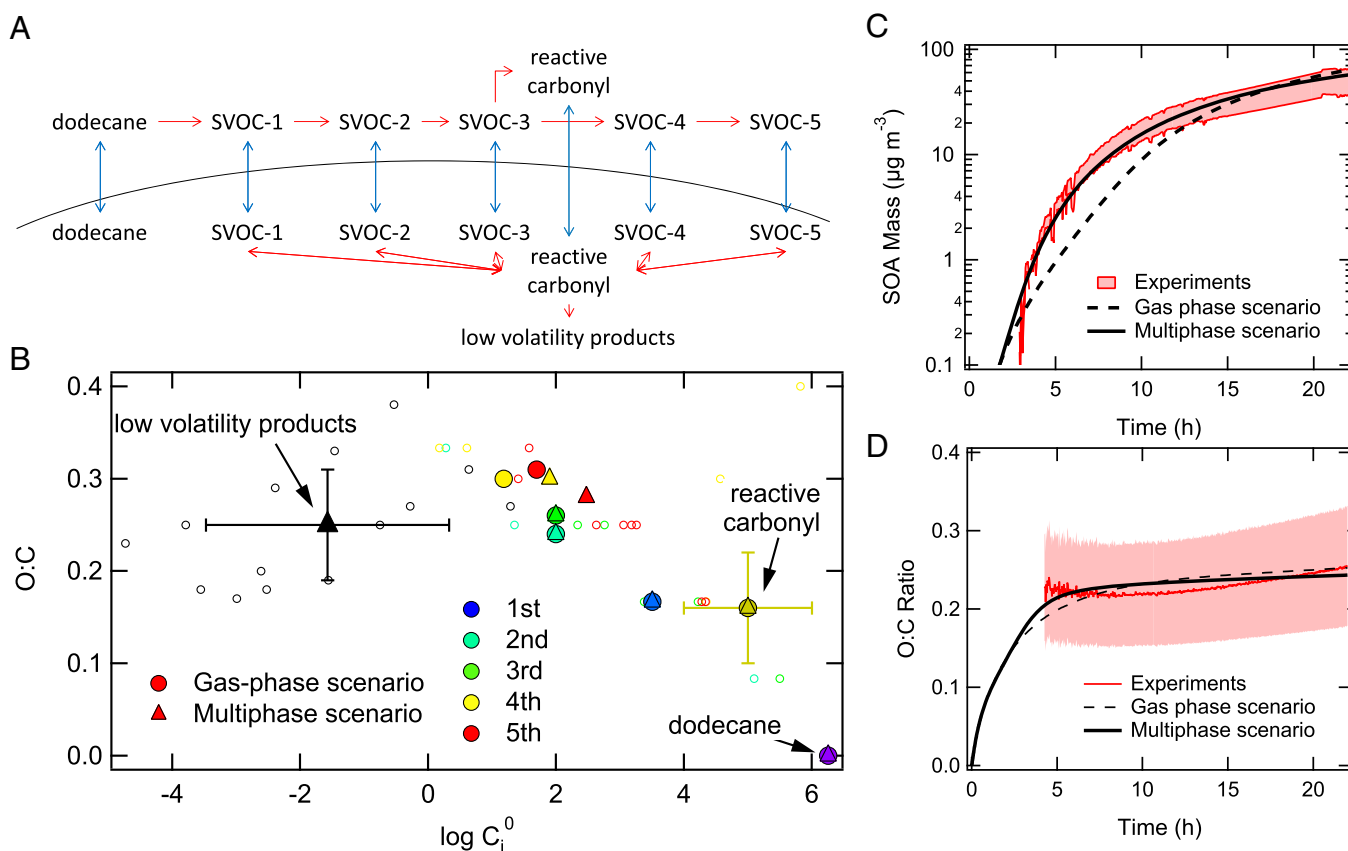 A
reactive
carbonyl
dodecane SVOC-1 SVOC-2 SVOC-3 SVOC-4 SVOC-5
dodecane SVOC-1 SVOC-2 SVOC-3 SVOC-4 SVOC-5
reactive
carbonyl
low volatility products
B
0.4
0.3
0.2
0.1
0.0
O:C
low volatility products
reactive
carbonyl
dodecane
Gas-phase scenario
Multiphase scenario
1st
2nd
3rd
4th
5th
-4 -2 0 2 4 6
log C_i^0
C
100
4
2
10
4
2
1
4
2
0.1
SOA Mass (µg m⁻³)
Experiments
Gas phase scenario
Multiphase scenario
0 5 10 15 20
Time (h)
D
0.4
0.3
0.2
0.1
0.0
O:C Ratio
Experiments
Gas phase scenario
Multiphase scenario
0 5 10 15 20
Time (h)